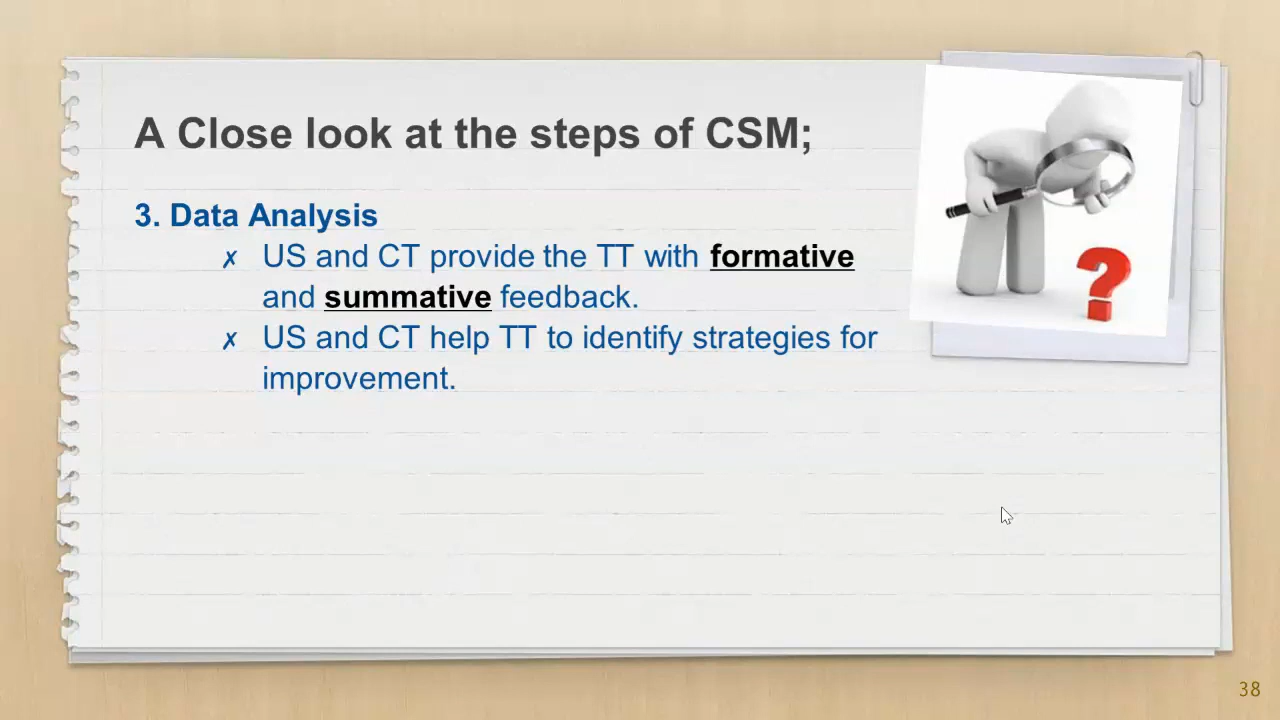 A Close look at the steps of CSM;
3. Data Analysis
✗ US and CT provide the TT with formative
and summative feedback.
✗ US and CT help TT to identify strategies for
improvement.
?
38